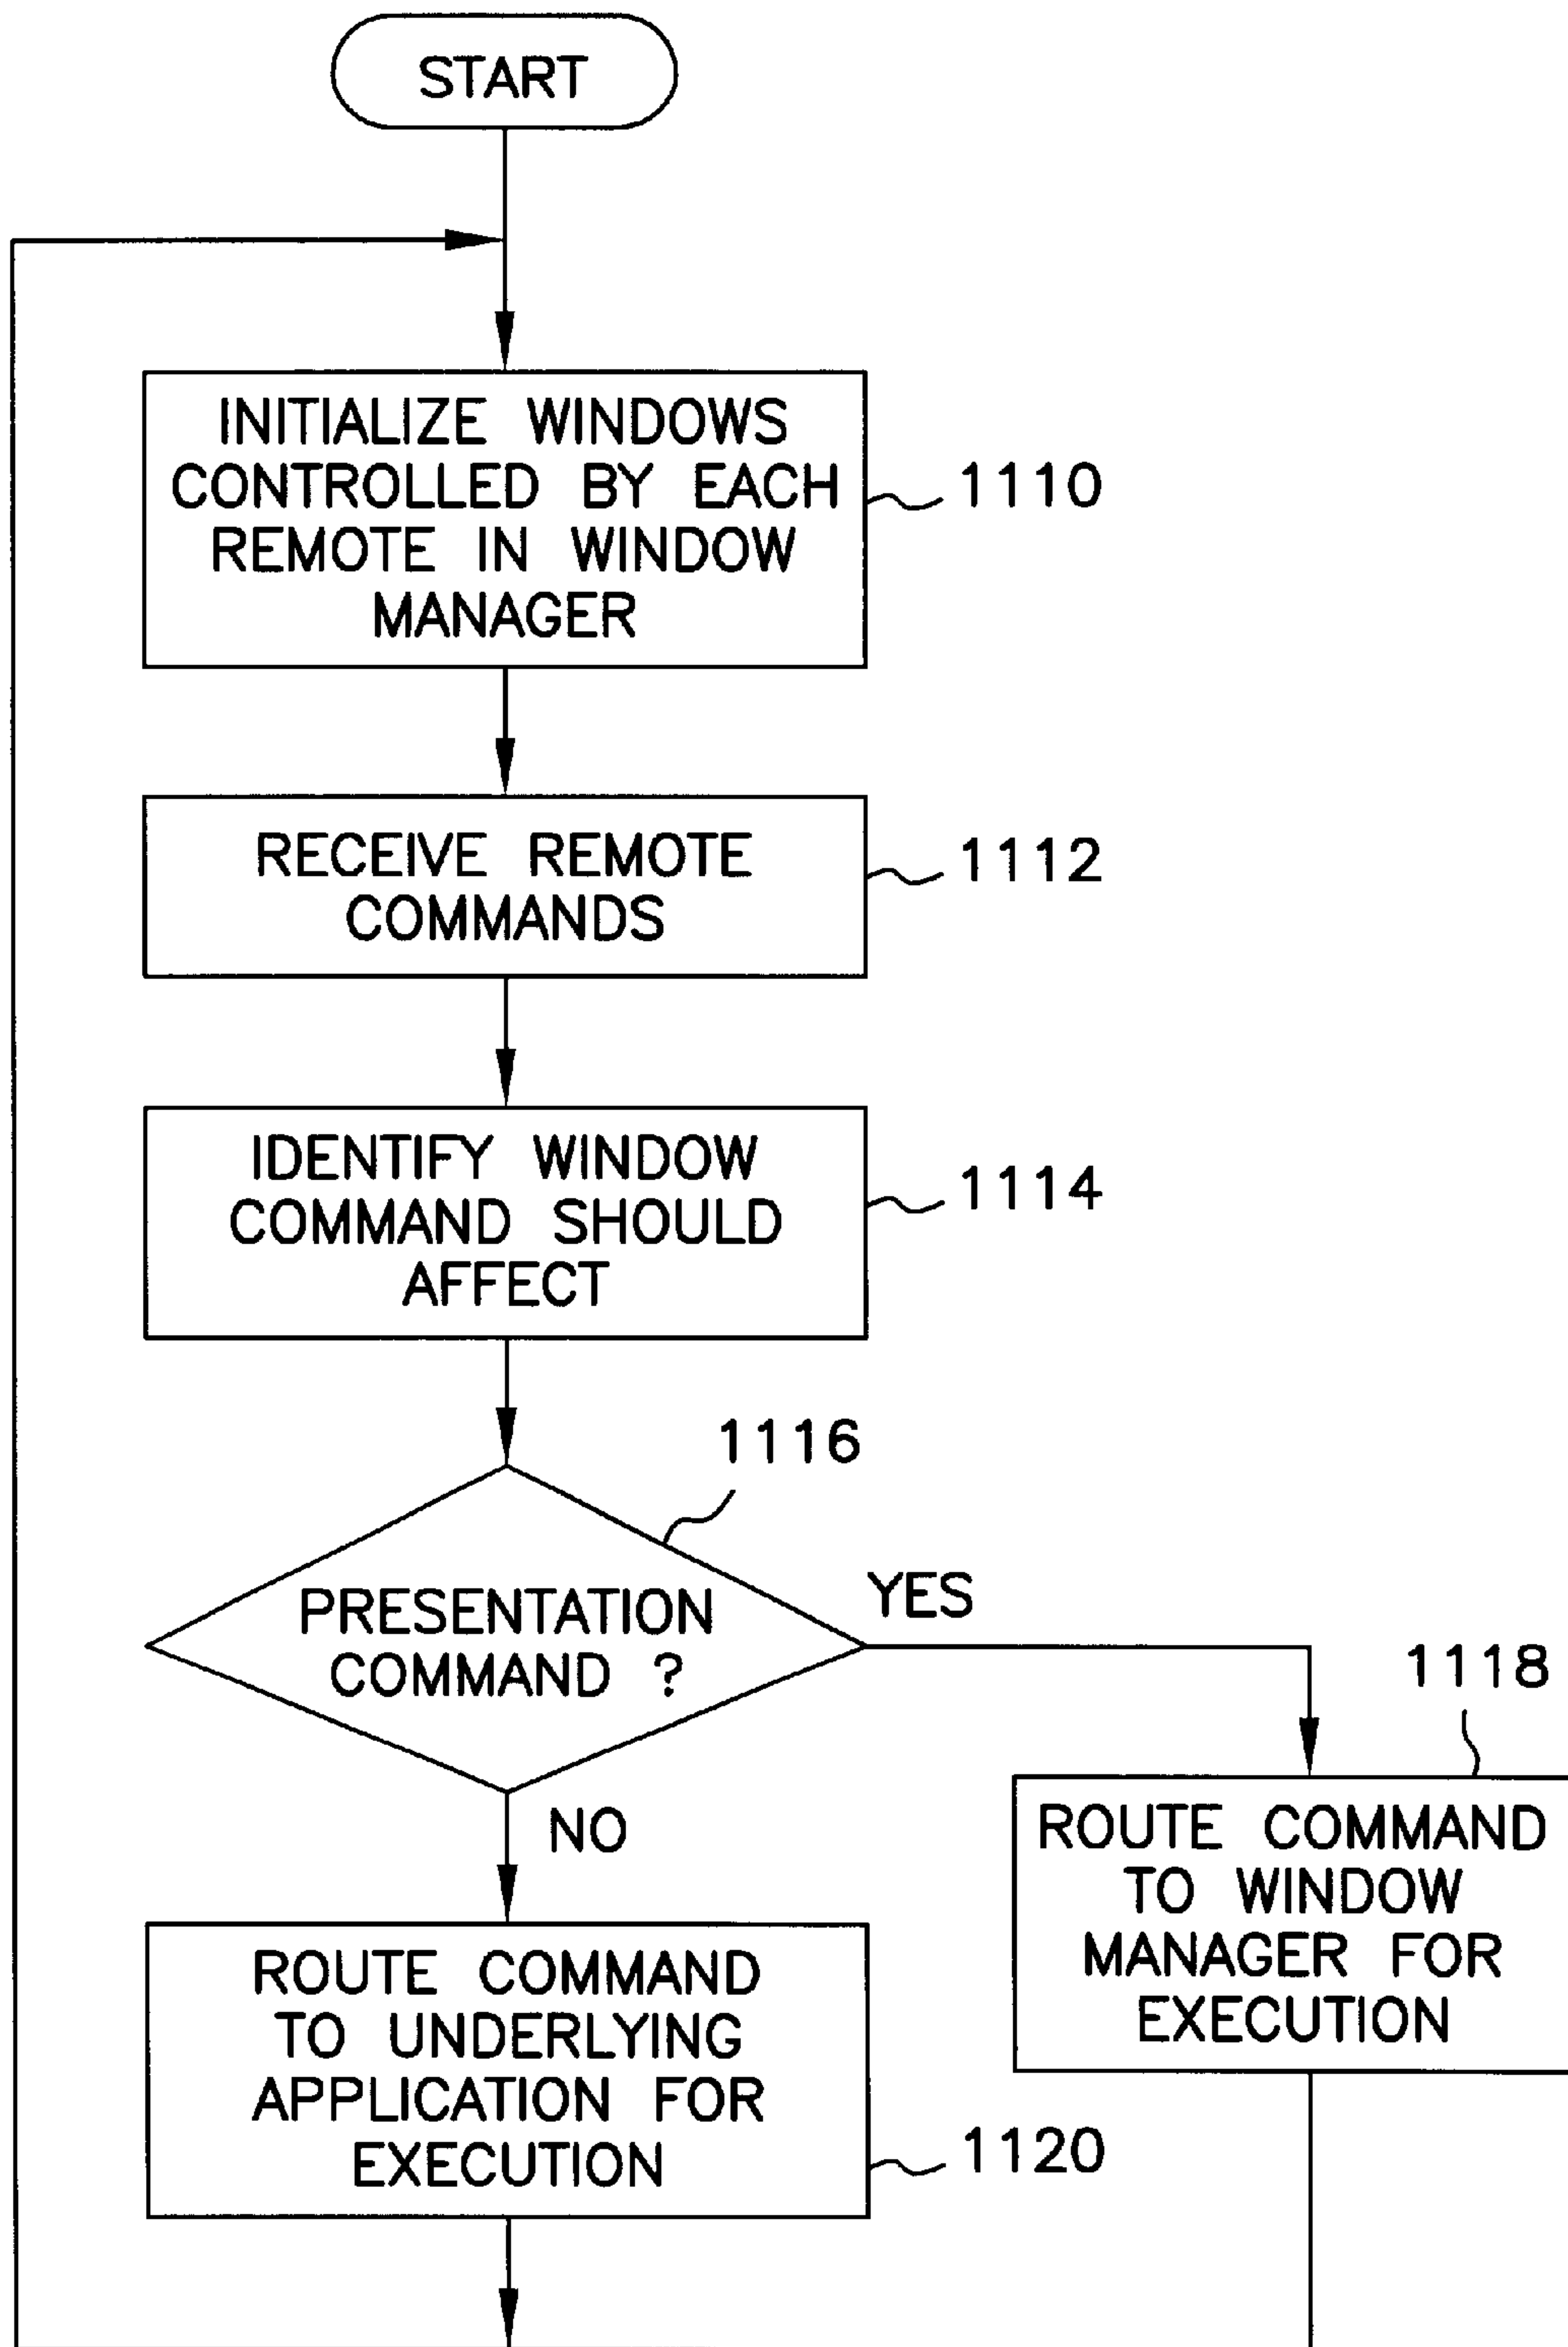 START
INITIALIZE WINDOWS
CONTROLLED BY EACH
REMOTE IN WINDOW
MANAGER
1110
RECEIVE REMOTE
COMMANDS
1112
IDENTIFY WINDOW
COMMAND SHOULD
AFFECT
1114
1116
PRESENTATION
COMMAND ?
YES
NO
1118
ROUTE COMMAND
TO WINDOW
MANAGER FOR
EXECUTION
ROUTE COMMAND
TO UNDERLYING
APPLICATION FOR
EXECUTION
1120